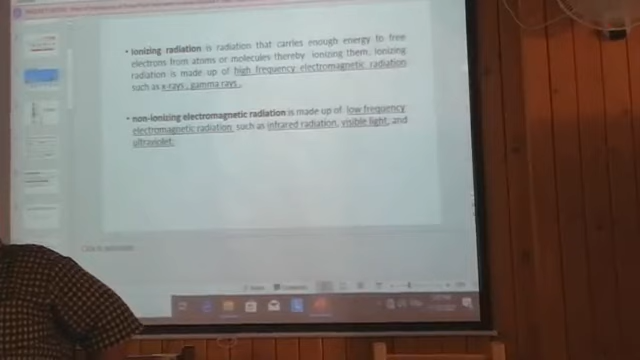 • Ionizing radiation is radiation that carries enough energy to free
electrons from atoms or molecules thereby ionizing them. Ionizing
radiation is made up of high frequency electromagnetic radiation
such as x-rays , gamma rays .
• non-ionizing electromagnetic radiation is made up of low frequency
electromagnetic radiation such as infrared radiation, visible light, and
ultraviolet.